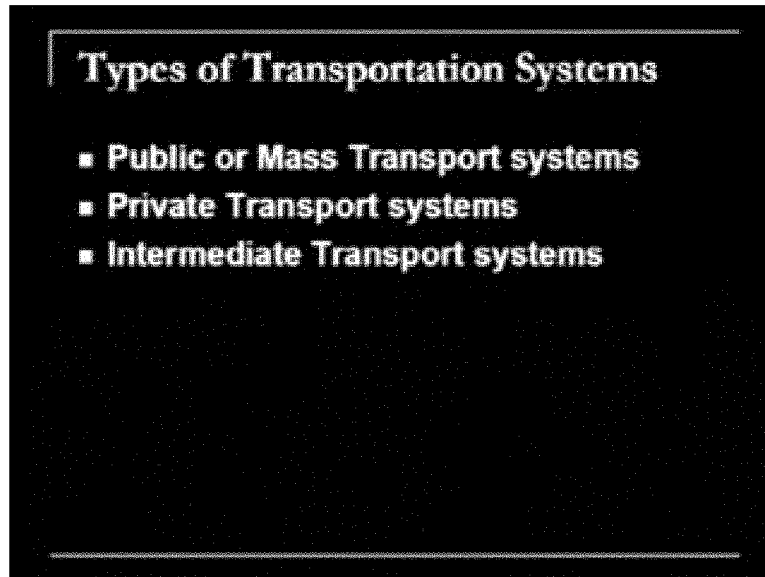 Types of Transportation Systems
Public or Mass Transport systems
Private Transport systems
Intermediate Transport systems